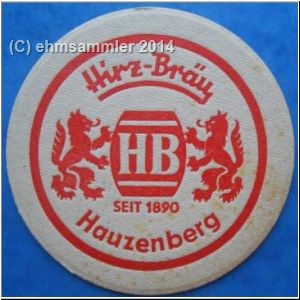 (C) ehmsammler 2014
Hirz-Bräu
HB
SEIT 1890
Hauzenberg